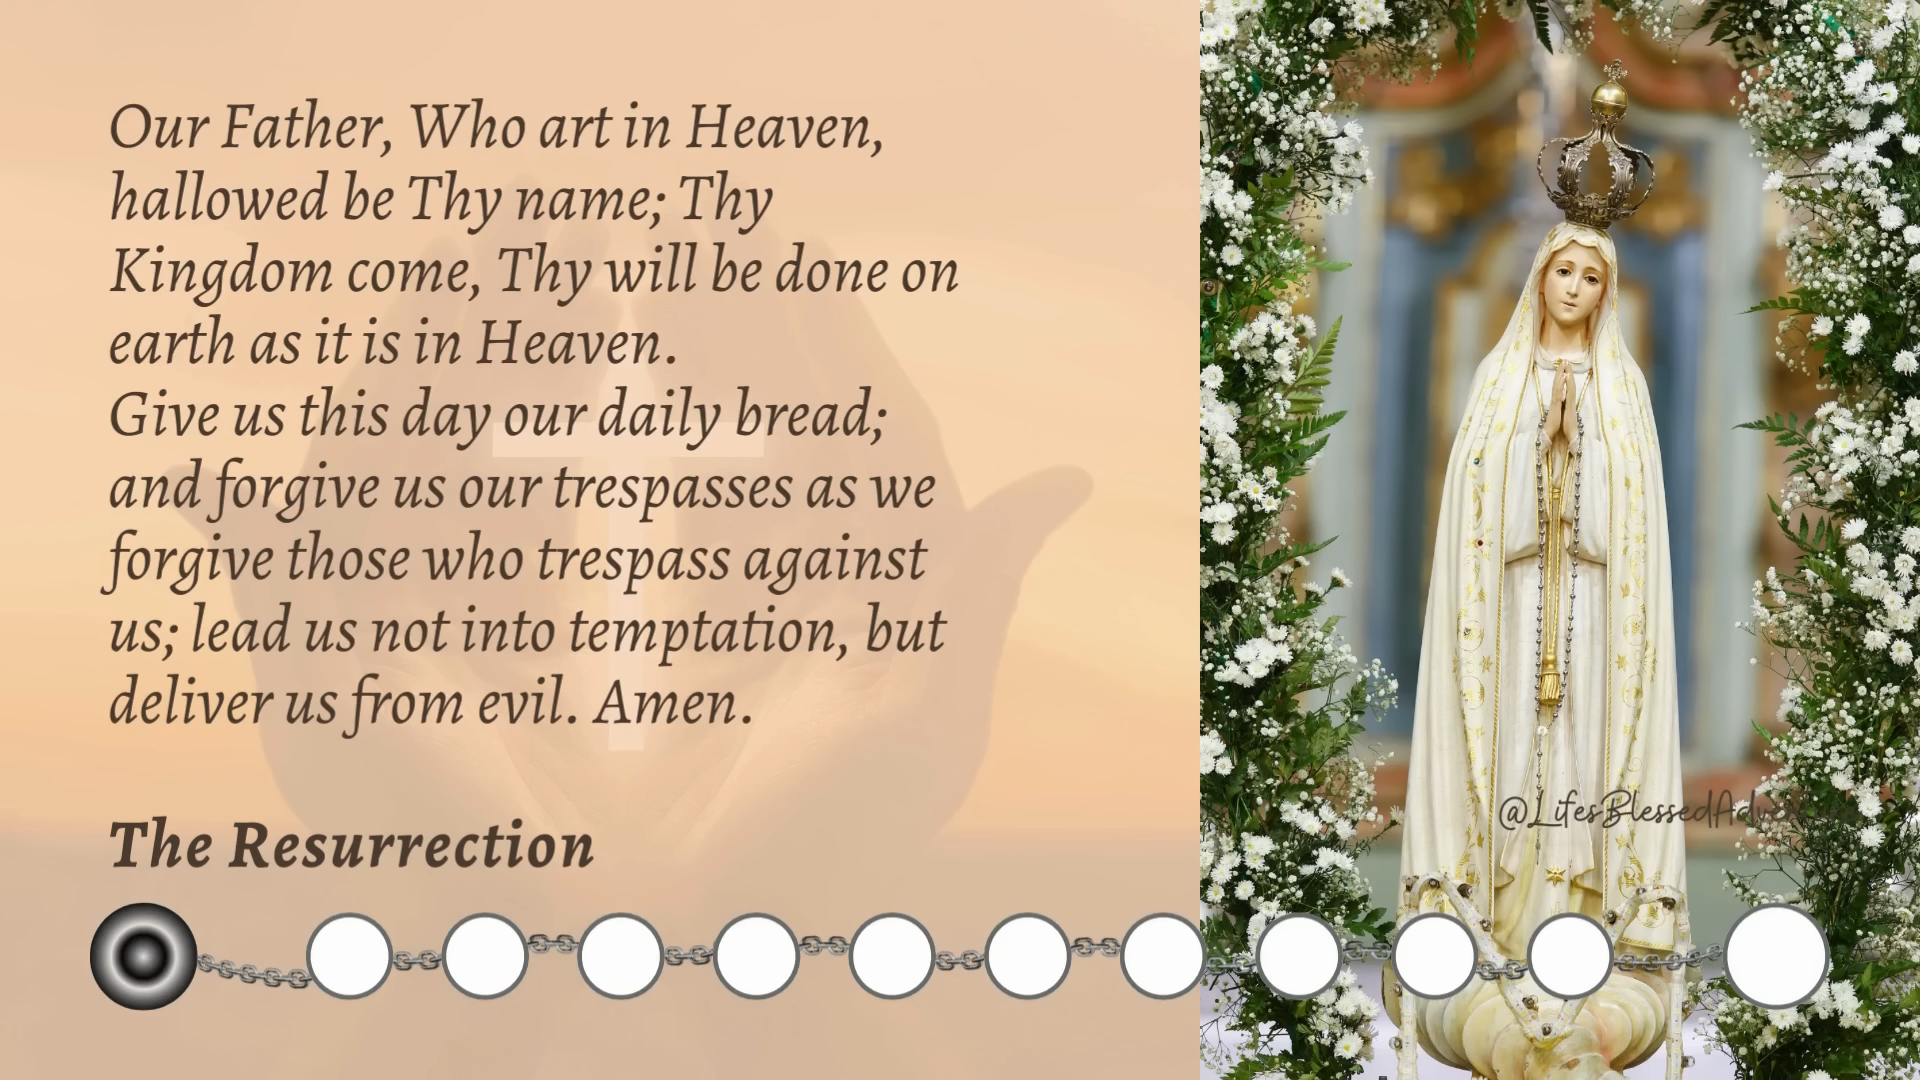 Our Father, Who art in Heaven,
hallowed be Thy name; Thy
Kingdom come, Thy will be done on
earth as it is in Heaven.
Give us this day our daily bread;
and forgive us our trespasses as we
forgive those who trespass against
us; lead us not into temptation, but
deliver us from evil. Amen.
The Resurrection